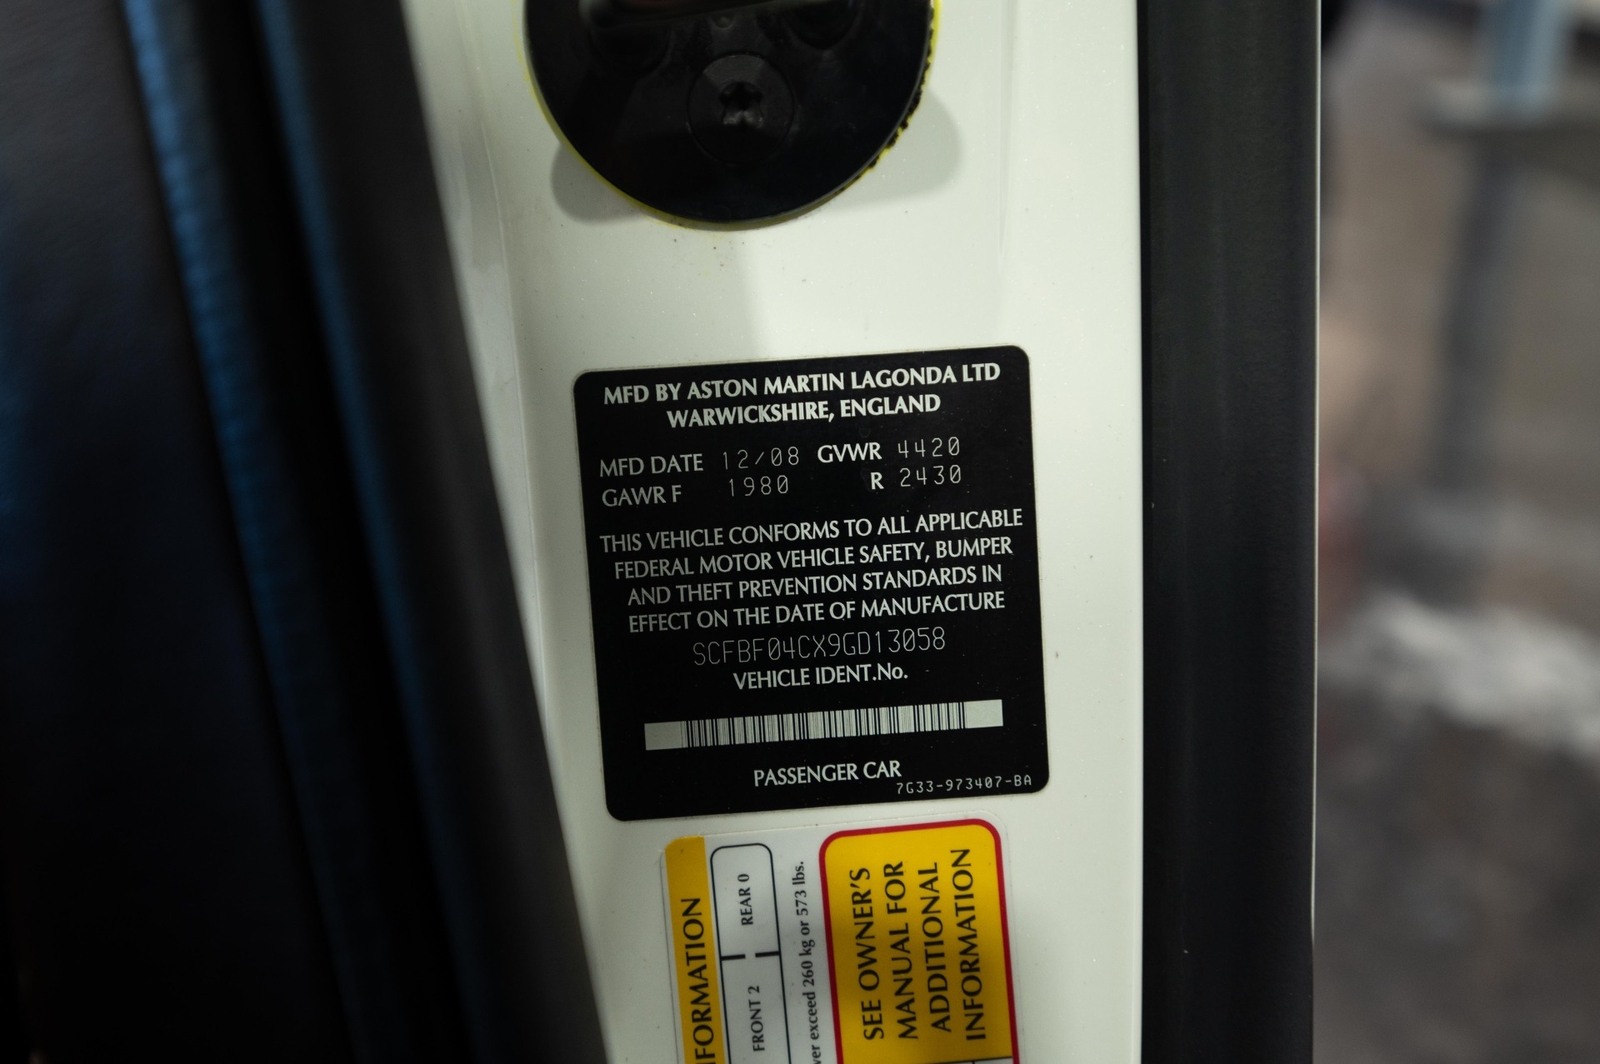 MFD BY ASTON MARTIN LAGONDA LTD
WARWICKSHIRE, ENGLAND
MFD DATE 12/08 GVWR 4420
GAWR F 1980 R 2430
THIS VEHICLE CONFORMS TO ALL APPLICABLE
FEDERAL MOTOR VEHICLE SAFETY, BUMPER
AND THEFT PREVENTION STANDARDS IN
EFFECT ON THE DATE OF MANUFACTURE
SCFBF04CX9GD13058
VEHICLE IDENT.No.
PASSENGER CAR
7G33-973407-BA
FRONT 2 REAR 0
exceed 260 kg or 573 lbs.
SEE OWNER'S
MANUAL FOR
ADDITIONAL
INFORMATION